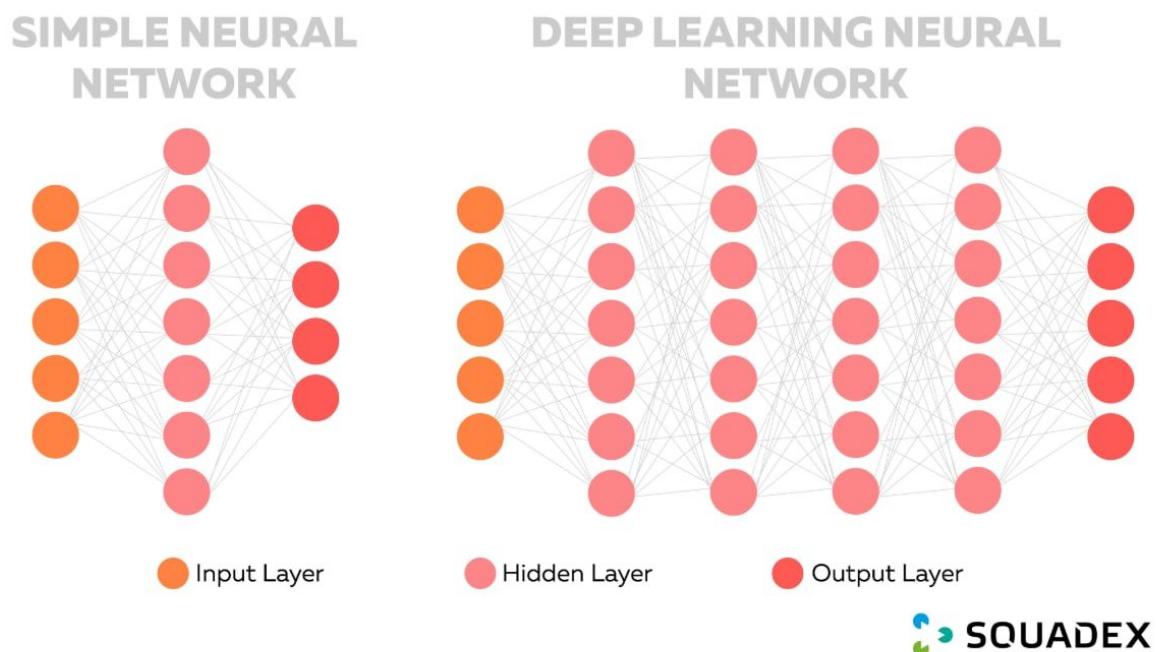 SIMPLE NEURAL
NETWORK
DEEP LEARNING NEURAL
NETWORK
Input Layer
Hidden Layer
Output Layer
SQUADEX